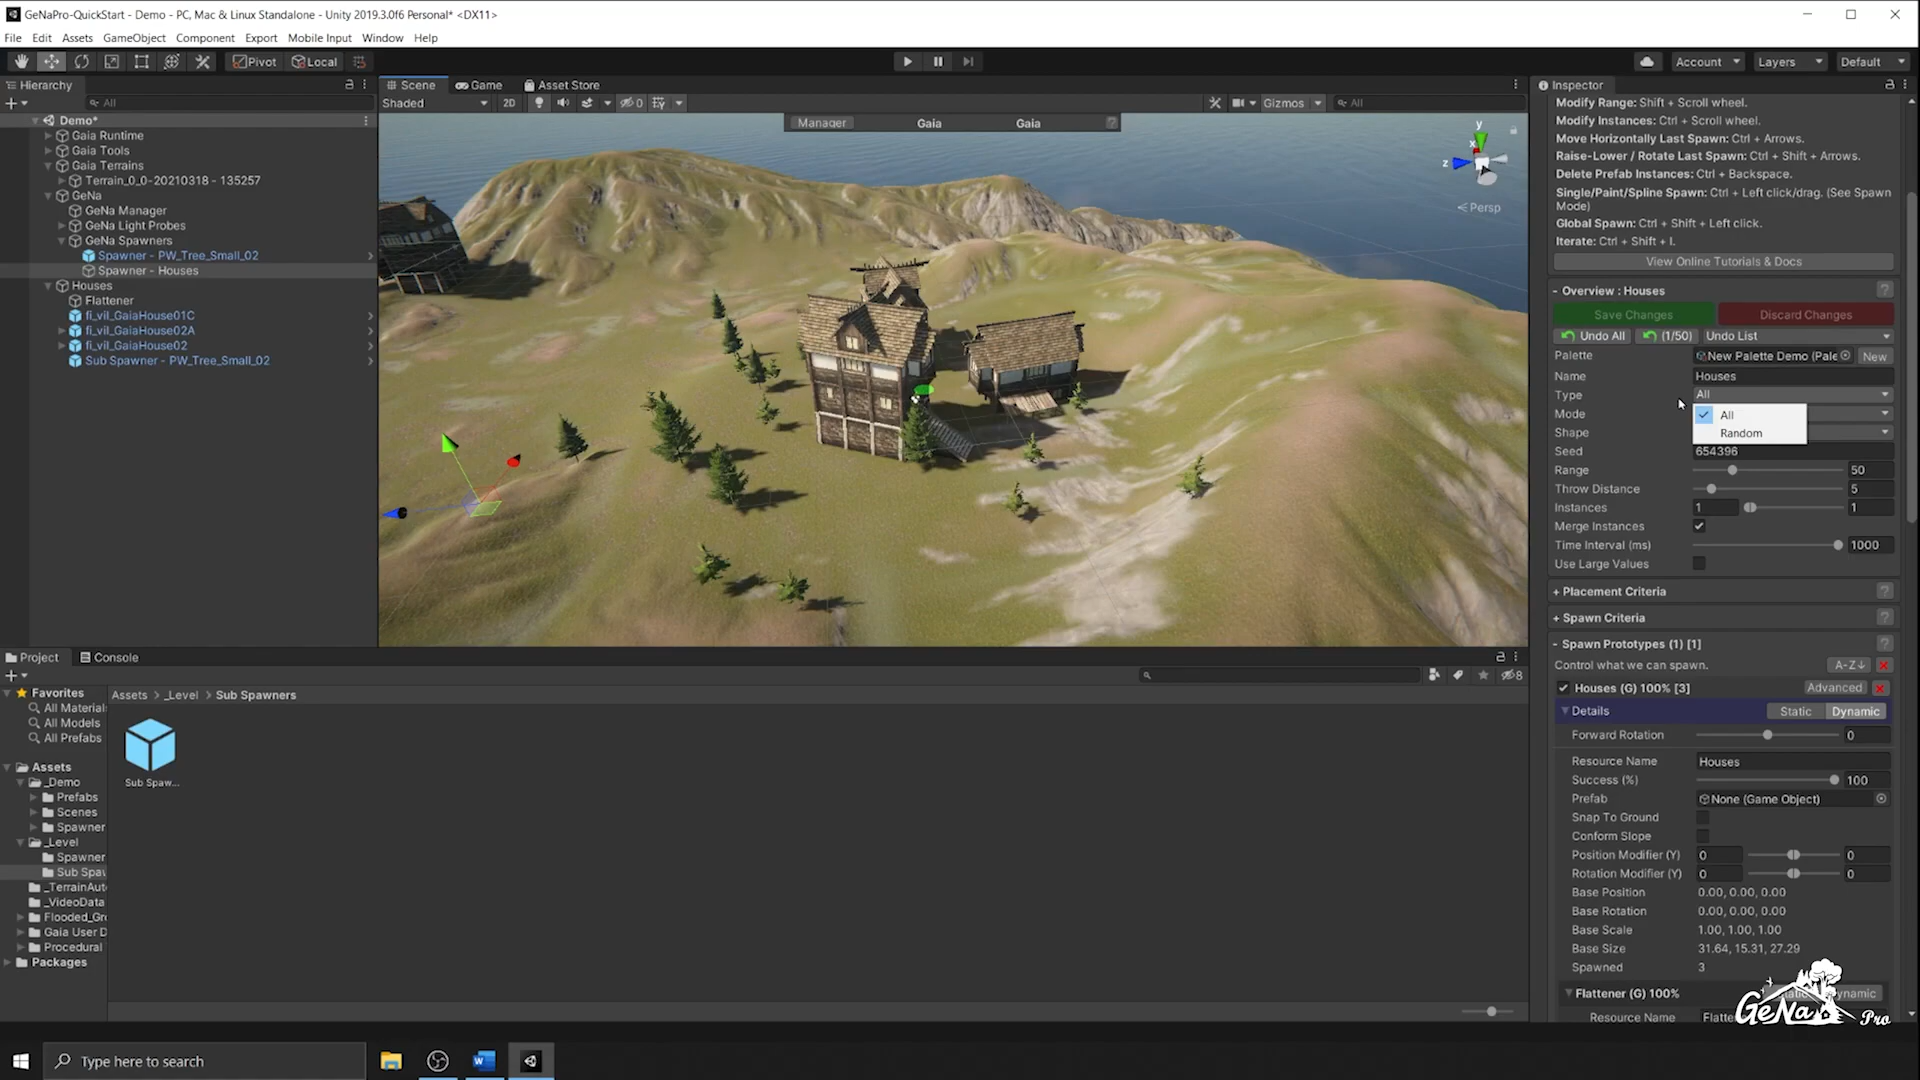 GeNaPro-QuickStart - Demo - PC, Mac & Linux Standalone - Unity 2019.3.0f6 Personal* <DX11>
File Edit Assets GameObject Component Export Mobile Input Window Help
Pivot Local
Account Layers Default
Hierarchy
All
Demo*
Gaia Runtime
Gaia Tools
Gaia Terrains
Terrain_0_0-20210318 - 135257
GeNa
GeNa Manager
GeNa Light Probes
GeNa Spawners
Spawner - PW_Tree_Small_02
Spawner - Houses
Houses
Flattener
fi_vil_GaiaHouse01C
fi_vil_GaiaHouse02A
fi_vil_GaiaHouse02
Sub Spawner - PW_Tree_Small_02
Scene Game Asset Store
Shaded 2D 0 Gizmos All
Manager Gaia Gaia ?
y
x
z
Persp
Inspector
Modify Range: Shift + Scroll wheel.
Modify Instances: Ctrl + Scroll wheel.
Move Horizontally Last Spawn: Ctrl + Arrows.
Raise-Lower / Rotate Last Spawn: Ctrl + Shift + Arrows.
Delete Prefab Instances: Ctrl + Backspace.
Single/Paint/Spline Spawn: Ctrl + Left click/drag. (See Spawn
Mode)
Global Spawn: Ctrl + Shift + Left click.
Iterate: Ctrl + Shift + I.
View Online Tutorials & Docs
- Overview : Houses ?
Save Changes Discard Changes
Undo All (1/50) Undo List
Palette New Palette Demo (Pale New
Name Houses
Type All
Mode
All
Shape
Random
Seed 654396
Range 50
Throw Distance 5
Instances 1 1
Merge Instances
Time Interval (ms) 1000
Use Large Values
+ Placement Criteria ?
+ Spawn Criteria ?
- Spawn Prototypes (1) [1] ?
Control what we can spawn. A-Z↓
Houses (G) 100% [3] Advanced
Details Static Dynamic
Forward Rotation 0
Resource Name Houses
Success (%) 100
Prefab None (Game Object)
Snap To Ground
Conform Slope
Position Modifier (Y) 0 0
Rotation Modifier (Y) 0 0
Base Position 0.00, 0.00, 0.00
Base Rotation 0.00, 0.00, 0.00
Base Scale 1.00, 1.00, 1.00
Base Size 31.64, 15.31, 27.29
Spawned 3
Flattener (G) 100%
Resource Name
GeNa Pro
Project Console
8
Favorites
All Material
All Models
All Prefabs
Assets
_Demo
Prefabs
Scenes
Spawner
_Level
Spawner
Sub Spav
_TerrainAut
_VideoData
Flooded_Gro
Gaia User D
Procedural
Packages
Assets > _Level > Sub Spawners
Sub Spaw...
Type here to search